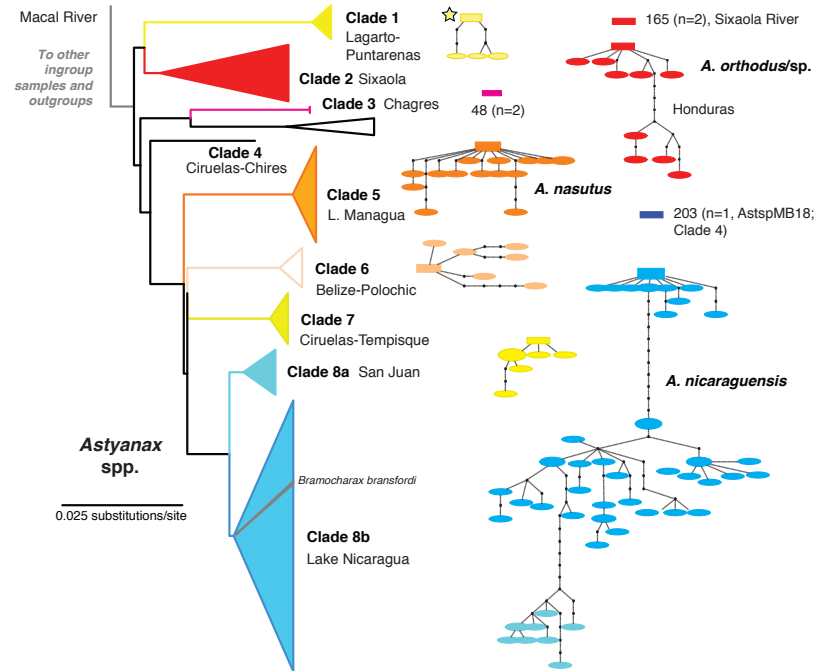 Macal River
To other
ingroup
samples and
outgroups
Clade 1
Lagarto-
Puntarenas
Clade 2 Sixaola
Clade 3 Chagres
Clade 4
Ciruelas-Chires
Clade 5
L. Managua
Clade 6
Belize-Polochic
Clade 7
Ciruelas-Tempisque
Clade 8a San Juan
Bramocharax bransfordi
Clade 8b
Lake Nicaragua
Astyanax
spp.
0.025 substitutions/site
48 (n=2)
165 (n=2), Sixaola River
A. orthodus/sp.
Honduras
A. nasutus
203 (n=1, AstspMB18;
Clade 4)
A. nicaraguensis